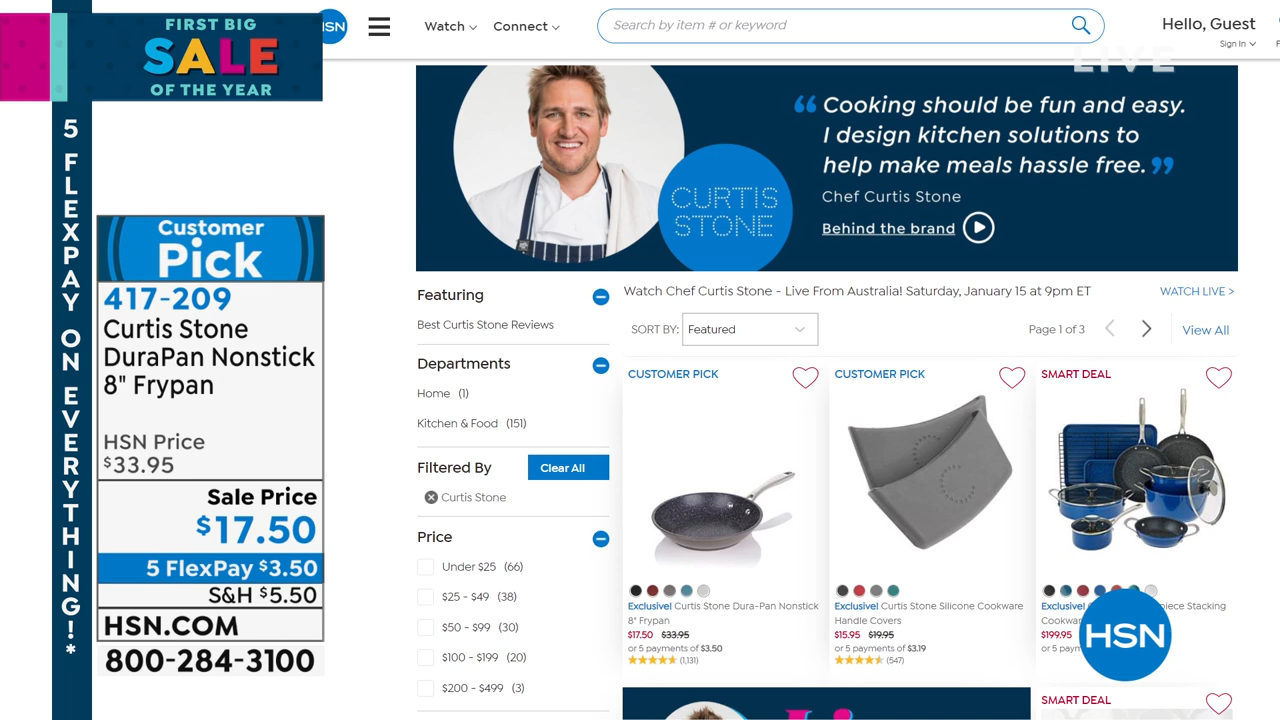 FIRST BIG
SALE
OF THE YEAR
5 FLEXPAY ON EVERYTHING!*
Customer
Pick
417-209
Curtis Stone
DuraPan Nonstick
8" Frypan
HSN Price
$33.95
Sale Price
$17.50
5 FlexPay $3.50
S&H $5.50
HSN.COM
800-284-3100
HSN
Watch
Connect
Search by item # or keyword
Hello, Guest
Sign In
LIVE
“Cooking should be fun and easy.
I design kitchen solutions to
help make meals hassle free.”
Chef Curtis Stone
Behind the brand
CURTIS
STONE
Featuring
Best Curtis Stone Reviews
Departments
Home (1)
Kitchen & Food (151)
Filtered By
Clear All
Curtis Stone
Price
Under $25 (66)
$25 - $49 (38)
$50 - $99 (30)
$100 - $199 (20)
$200 - $499 (3)
Watch Chef Curtis Stone - Live From Australia! Saturday, January 15 at 9pm ET
WATCH LIVE >
SORT BY:
Featured
Page 1 of 3
View All
CUSTOMER PICK
Exclusive! Curtis Stone Dura-Pan Nonstick
8" Frypan
$17.50 $33.95
or 5 payments of $3.50
(1,131)
CUSTOMER PICK
Exclusive! Curtis Stone Silicone Cookware
Handle Covers
$15.95 $19.95
or 5 payments of $3.19
(547)
SMART DEAL
Exclusive! piece Stacking
Cookwa
$199.95
or 5 paym
HSN
SMART DEAL